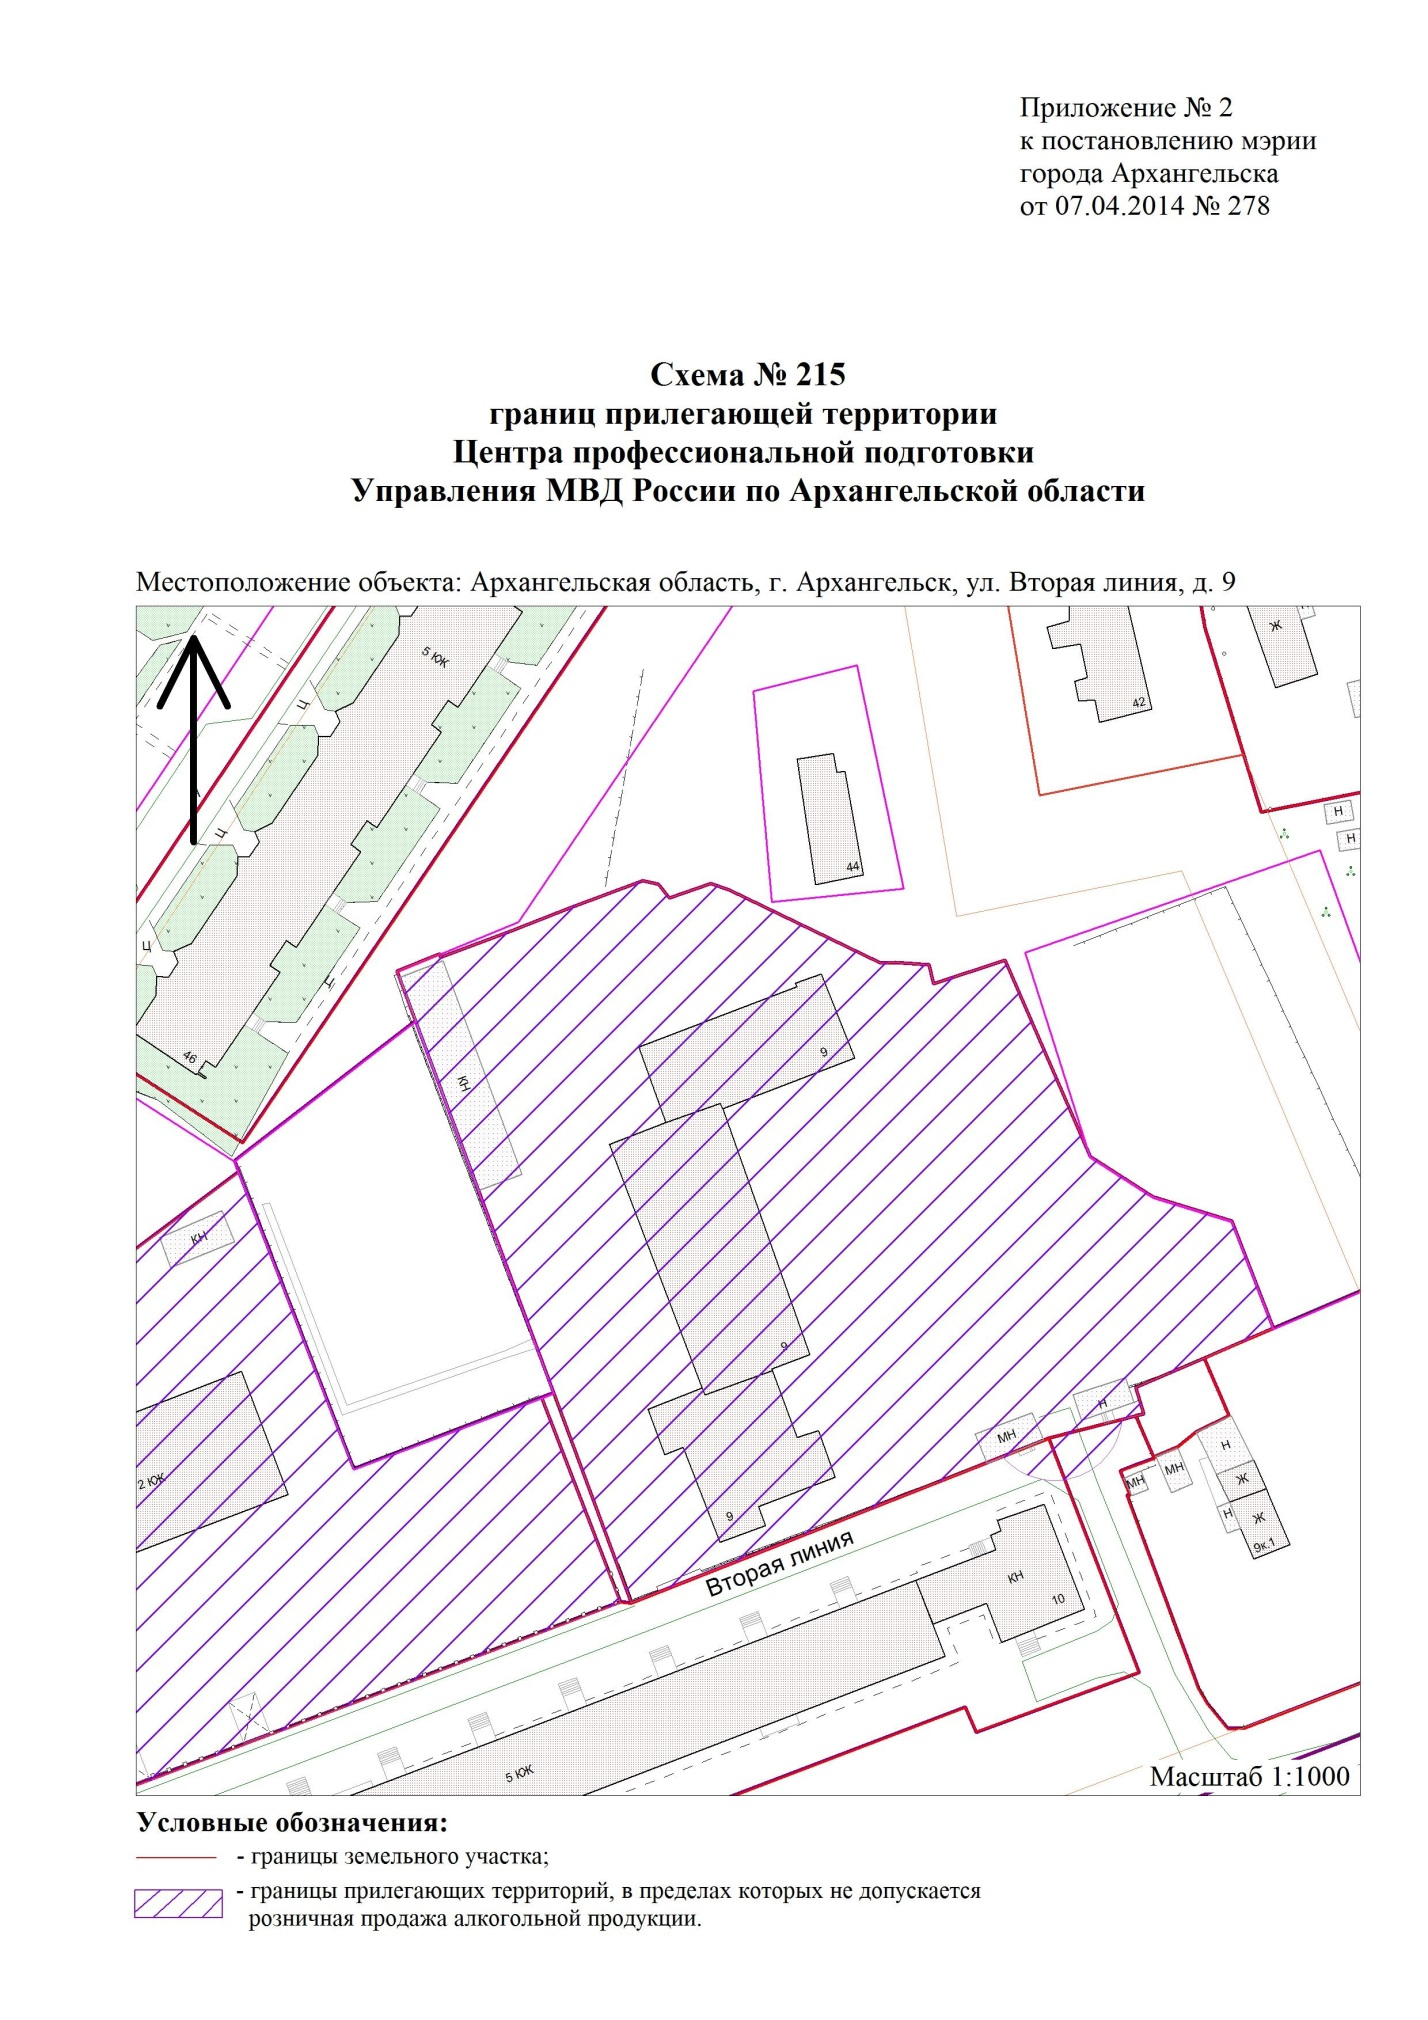 Приложение № 2
к постановлению мэрии
города Архангельска
от 07.04.2014 № 278
Схема № 215
границ прилегающей территории
Центра профессиональной подготовки
Управления МВД России по Архангельской области
Местоположение объекта: Архангельская область, г. Архангельск, ул. Вторая линия, д. 9
Ж
5 КЖ
42
Ц
Н
Ц
Н
44
Ц
46
9
КН
КН
9
Н
МН
Н
2 КЖ
МН
МН
Ж
Н
Ж
9
9к.1
Вторая линия
КН
10
5 КЖ
Масштаб 1:1000
Условные обозначения:
- границы земельного участка;
- границы прилегающих территорий, в пределах которых не допускается
розничная продажа алкогольной продукции.